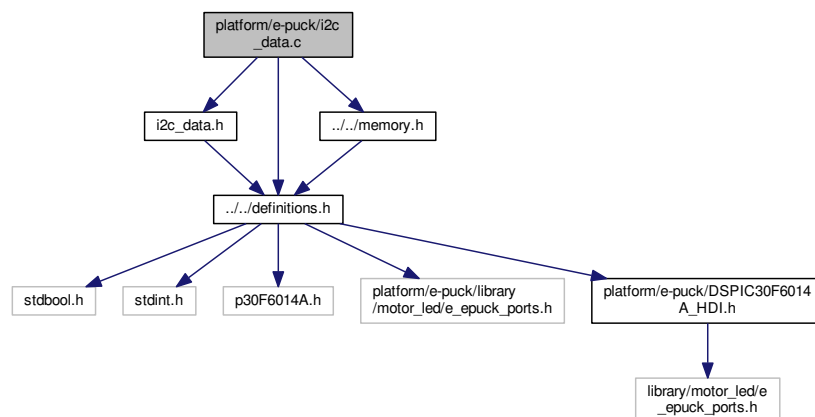 platform/e-puck/i2c
_data.c
i2c_data.h
../../memory.h
../../definitions.h
stdbool.h
stdint.h
p30F6014A.h
platform/e-puck/library
/motor_led/e_epuck_ports.h
platform/e-puck/DSPIC30F6014
A_HDI.h
library/motor_led/e
_epuck_ports.h